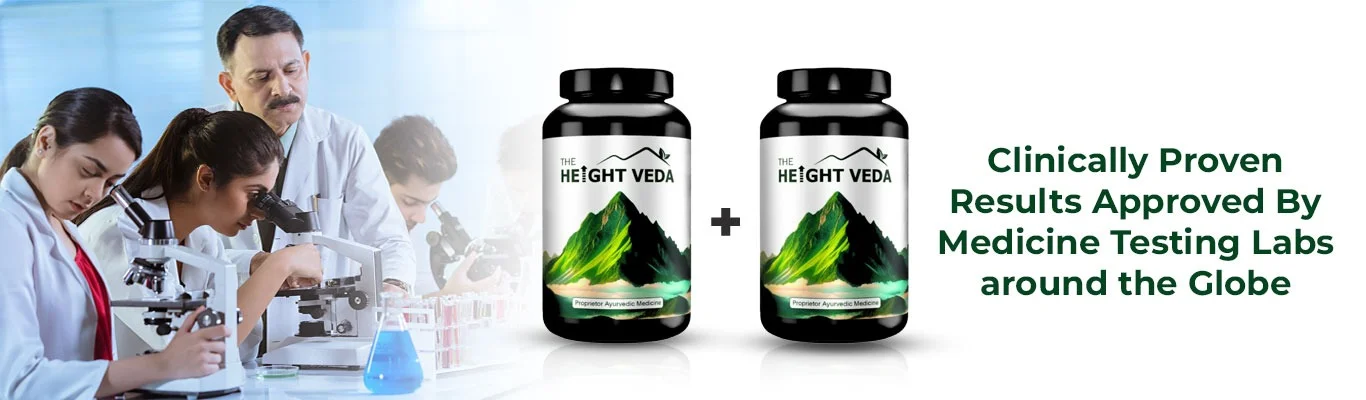 THE
HEIGHT VEDA
Proprietor Ayurvedic Medicine
+
THE
HEIGHT VEDA
Proprietor Ayurvedic Medicine
Clinically Proven
Results Approved By
Medicine Testing Labs
around the Globe